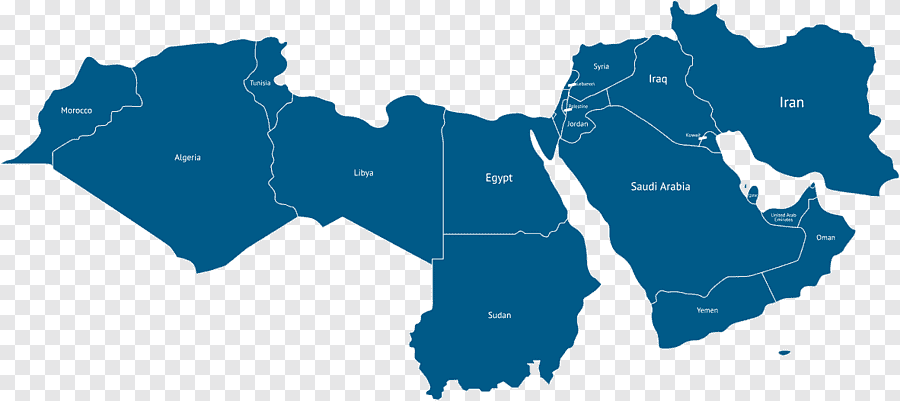 Syria
Iraq
Tunisia
Lebanon
Iran
Morocco
Palestine
Jordan
Kuwait
Algeria
Libya
Egypt
Saudi Arabia
United Arab
Emirates
Oman
Yemen
Sudan